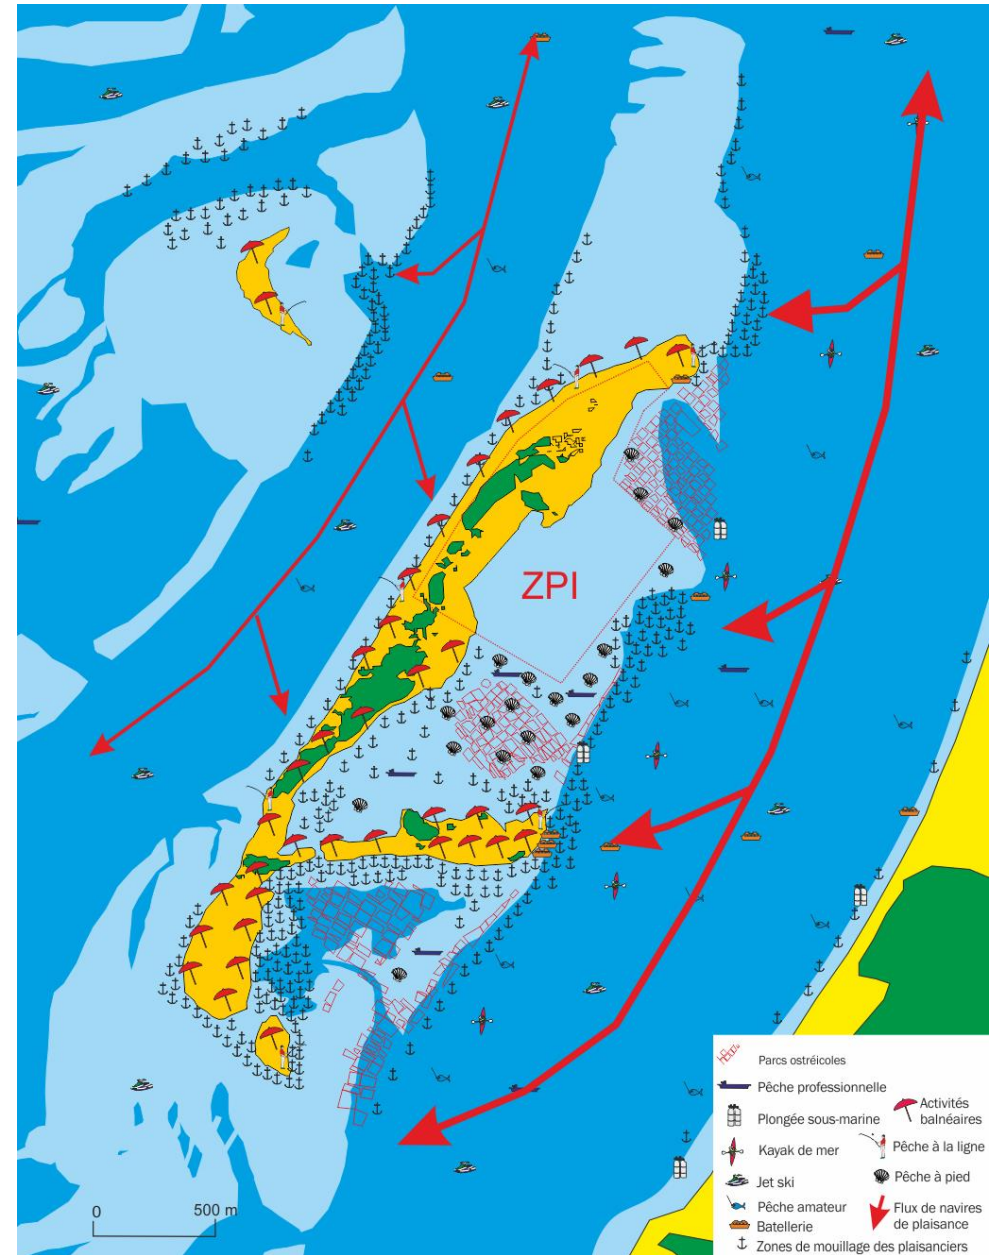 ZPI
0
500 m
Parcs ostréicoles
Pêche professionnelle
Plongée sous-marine
Activités
balnéaires
Kayak de mer
Pêche à la ligne
Jet ski
Pêche à pied
Pêche amateur
Flux de navires
de plaisance
Batellerie
Zones de mouillage des plaisanciers